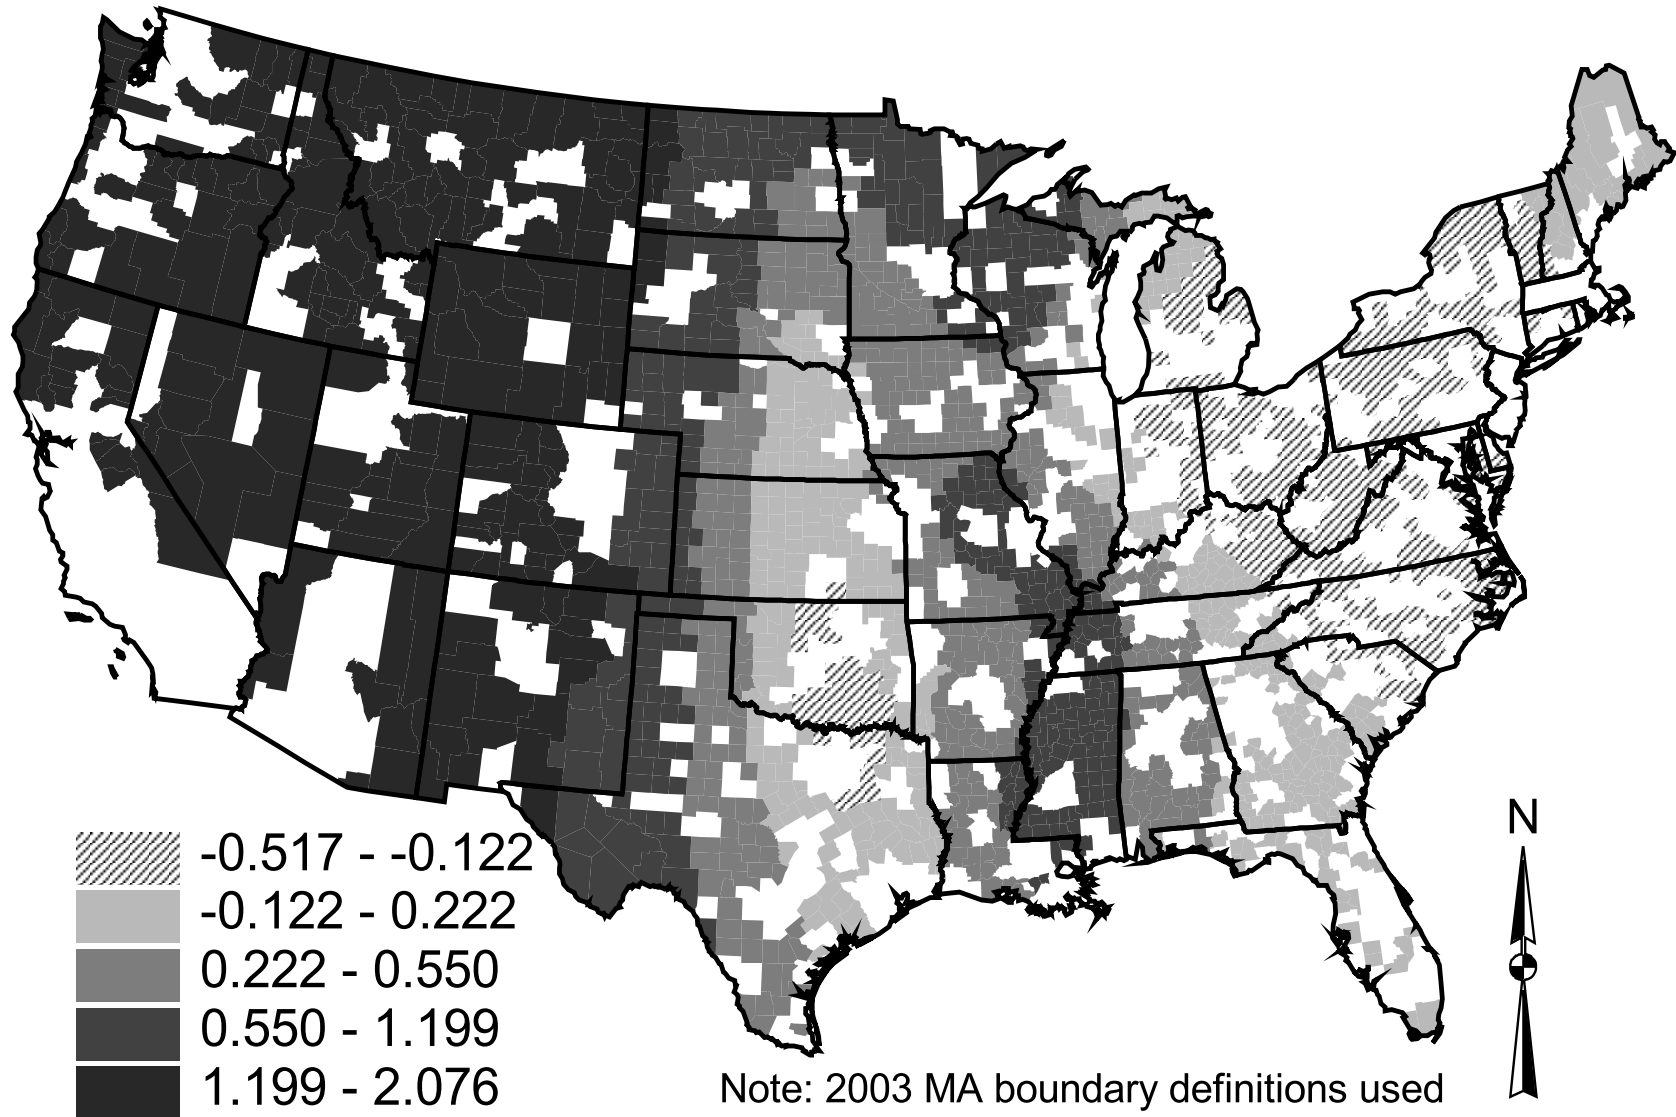 N
-0.517 - -0.122
-0.122 - 0.222
0.222 - 0.550
0.550 - 1.199
1.199 - 2.076
Note: 2003 MA boundary definitions used